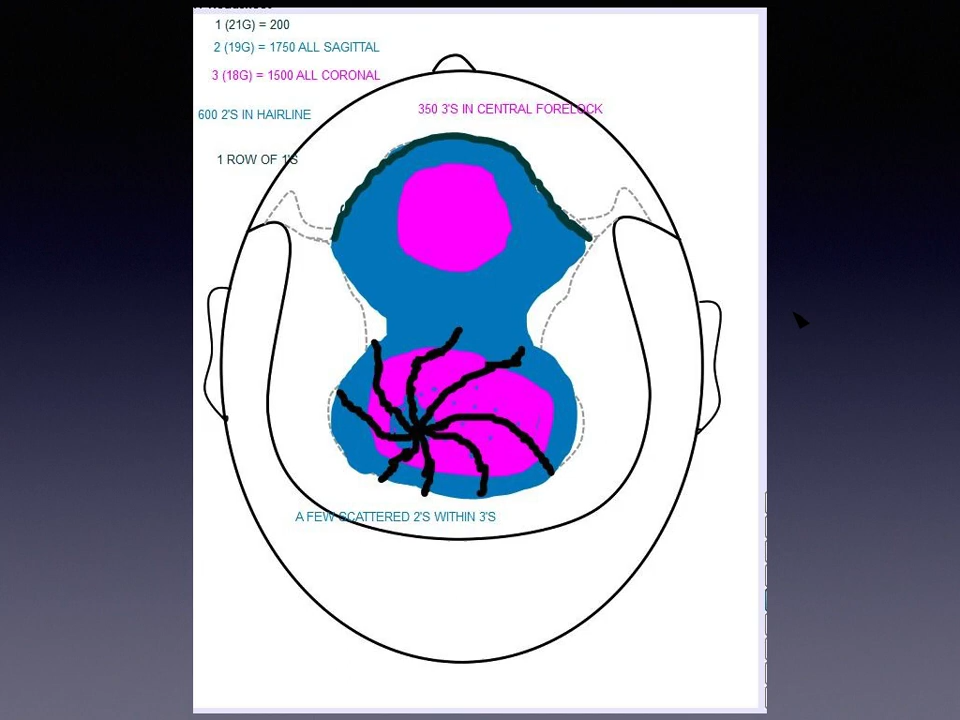 1 (21G) = 200
2 (19G) = 1750 ALL SAGITTAL
3 (18G) = 1500 ALL CORONAL
350 3'S IN CENTRAL FORELOCK
600 2'S IN HAIRLINE
1 ROW OF 1'S
A FEW SCATTERED 2'S WITHIN 3'S